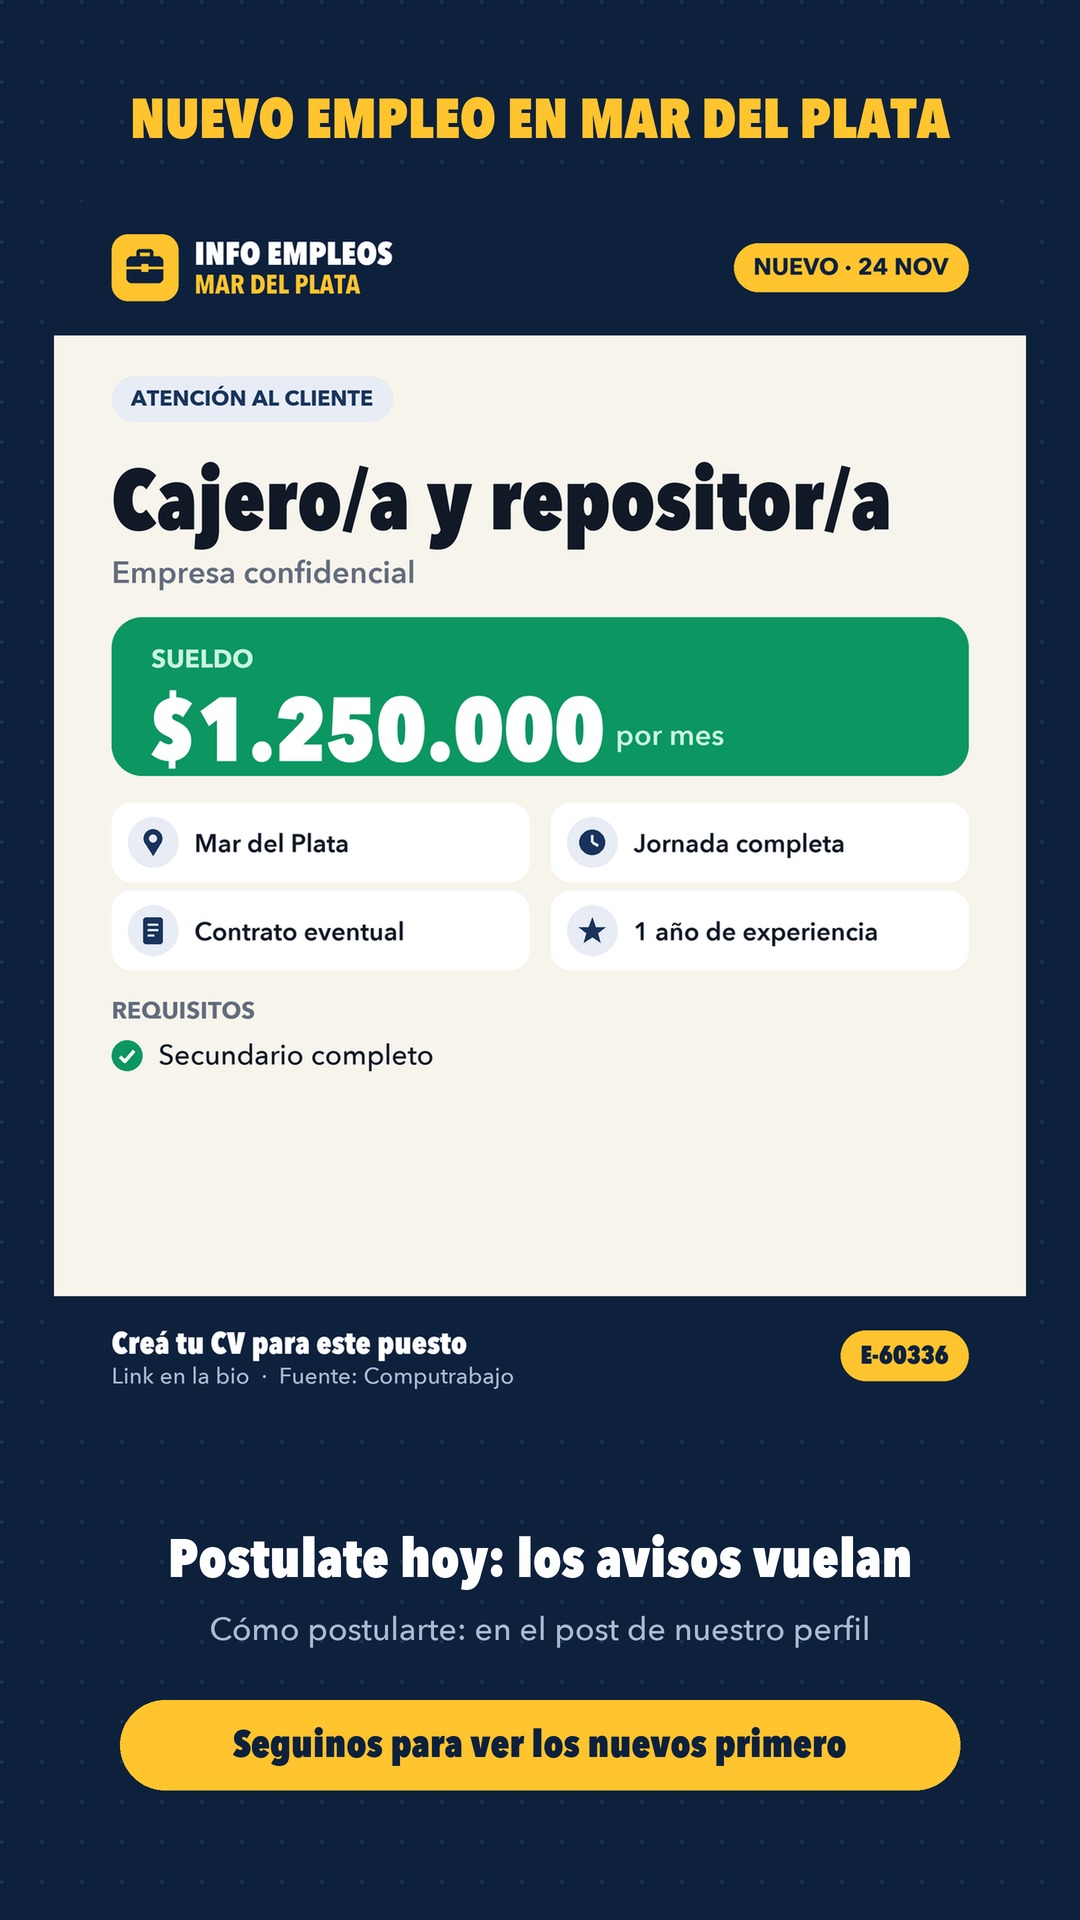 NUEVO EMPLEO EN MAR DEL PLATA
INFO EMPLEOS
MAR DEL PLATA
NUEVO · 24 NOV
ATENCIÓN AL CLIENTE
Cajero/a y repositor/a
Empresa confidencial
SUELDO
$1.250.000 por mes
Mar del Plata
Jornada completa
Contrato eventual
1 año de experiencia
REQUISITOS
Secundario completo
Creá tu CV para este puesto
Link en la bio · Fuente: Computrabajo
E-60336
Postulate hoy: los avisos vuelan
Cómo postularte: en el post de nuestro perfil
Seguinos para ver los nuevos primero